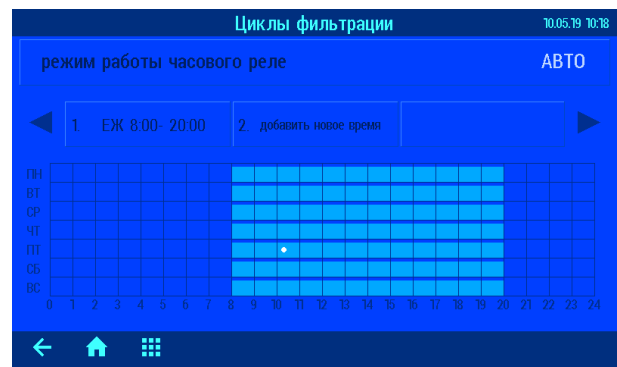 Циклы фильтрации 10.05.19 10:18
режим работы часового реле АВТО
1. ЕЖ 8:00- 20:00 2. добавить новое время
ПН
ВТ
СР
ЧТ
ПТ
СБ
ВС
0 1 2 3 4 5 6 7 8 9 10 11 12 13 14 15 16 17 18 19 20 21 22 23 24